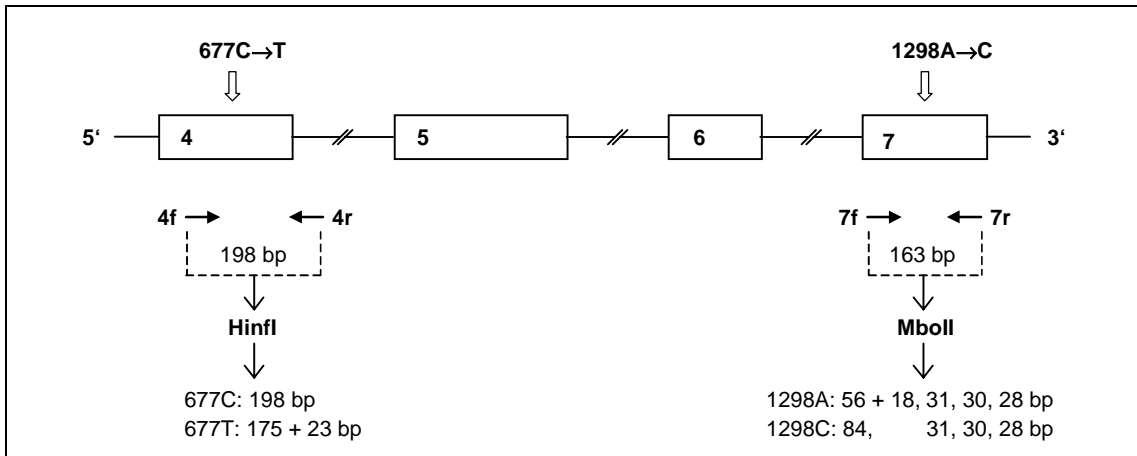 677C→T 1298A→C
5‘ 4 5 6 7 3‘
4f 4r 7f 7r
198 bp 163 bp
HinfI MboII
677C: 198 bp 1298A: 56 + 18, 31, 30, 28 bp
677T: 175 + 23 bp 1298C: 84, 31, 30, 28 bp